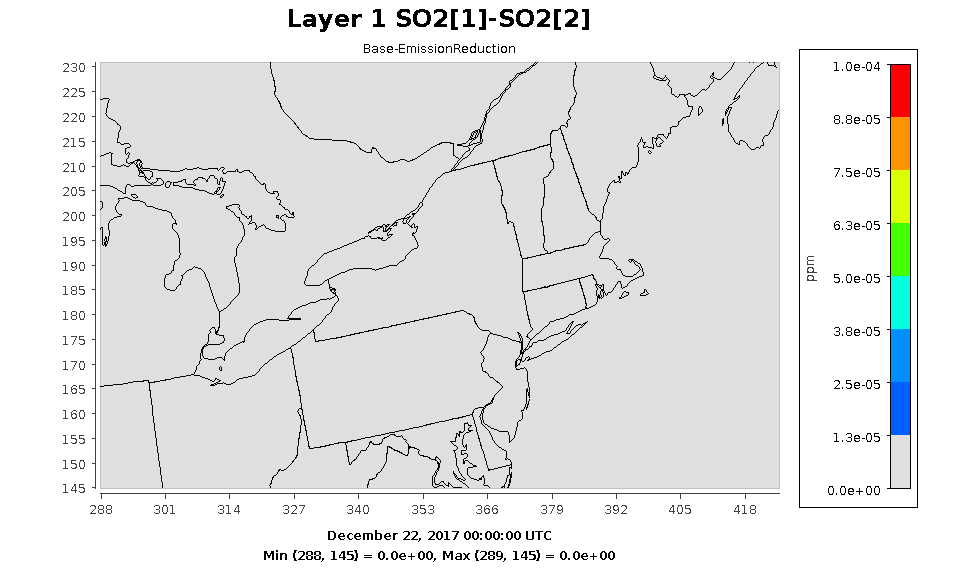 Layer 1 SO2[1]-SO2[2]
Base-EmissionReduction
230
225
220
215
210
205
200
195
190
185
180
175
170
165
160
155
150
145
288 301 314 327 340 353 366 379 392 405 418
1.0e-04
8.8e-05
7.5e-05
6.3e-05
5.0e-05
3.8e-05
2.5e-05
1.3e-05
0.0e+00
ppm
December 22, 2017 00:00:00 UTC
Min (288, 145) = 0.0e+00, Max (289, 145) = 0.0e+00